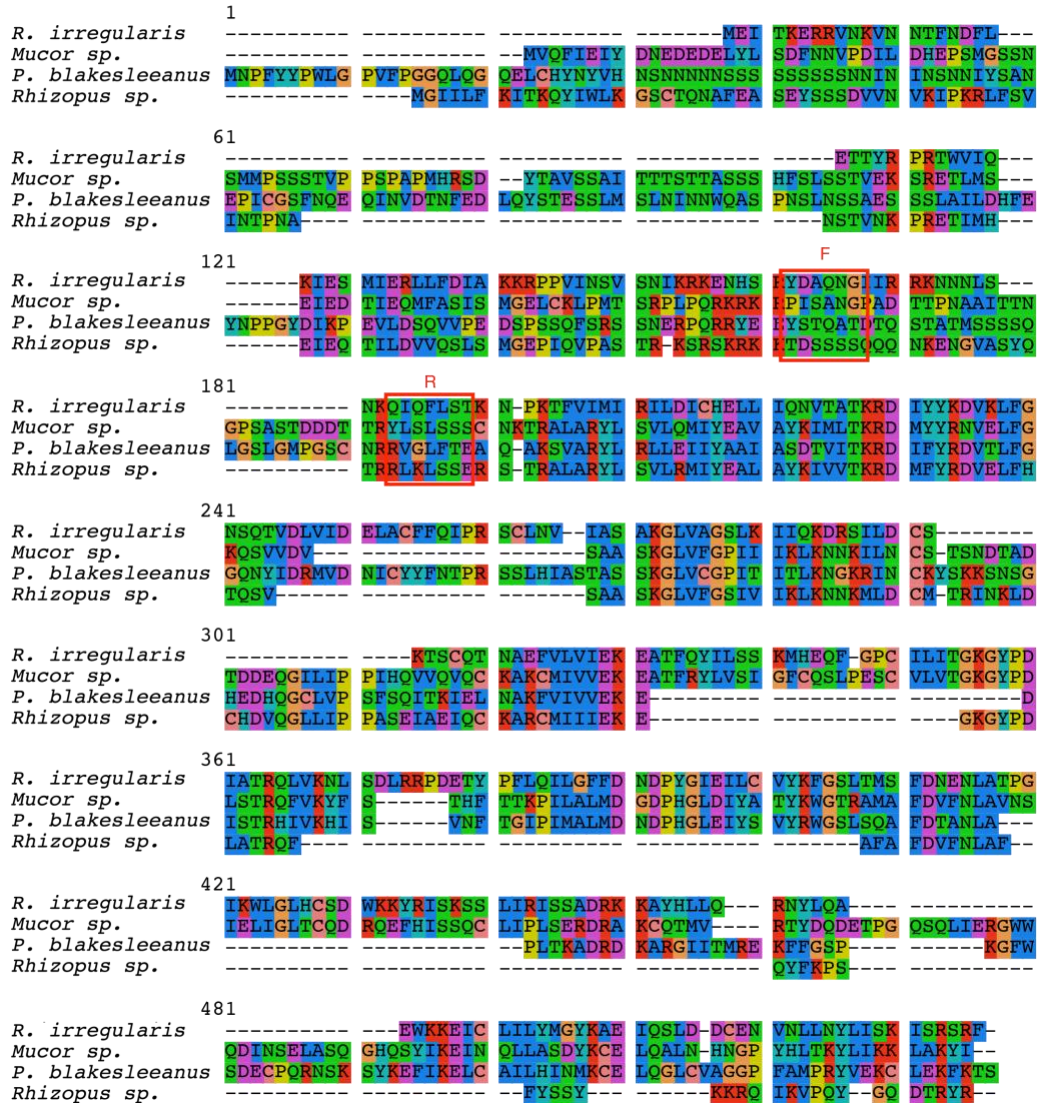 1
R. irregularis ---------- ---------- ---------- -------MEI TKERRVNKVN NTFNDFL---
Mucor sp. ---------- ---------- --MVQFIEIY DNEDEDELYL SDFNNVPDIL DHEPSMGSSN
P. blakesleeanus MNPFYYPWLG PVFPGGQLQG QELCHYNYVH NSNNNNNSSS SSSSSSNNIN INSNNIYSAN
Rhizopus sp. ---------- ----MGIILF KITKQYIWLK GSCTQNAFEA SEYSSSDVVN VKIPKRLFSV
61
R. irregularis ---------- ---------- ---------- ---------- -----ETTYR PRTWVIQ---
Mucor sp. SMMPSSSTVP PSPAPMHRSD --YTAVSSAI TTTSTTASSS HFSLSSTVEK SRETLMS---
P. blakesleeanus EPICGSFNQE QINVDTNFED LQYSTESSLM SLNINNWQAS PNSLNSSAES SSLAILDHFE
Rhizopus sp. INTPNA---- ---------- ---------- ---------- ----NSTVNK PRETIMH---
F
121
R. irregularis ------KIES MIERLLFDIA KKRPPVINSV SNIKRKENHS YDAQNGIIR RKNNNLS---
Mucor sp. ------EIED TIEQMFASIS MGELCKLPMT SRPLPQRKRK PISANGPAD TTPNAAITTN
P. blakesleeanus YNPPGYDIKP EVLDSQVVPE DSPSSQFSRS SNERPQRRYE YSTQATDTQ STATMSSSSQ
Rhizopus sp. ------EIEQ TILDVVQSLS MGEPIQVPAS TR-KSRSKRK TDSSSSQQQ NKENGVASYQ
R
181
R. irregularis ---------- NKQIQFLSTK N-PKTFVIMI RILDICHELL IQNVTATKRD IYYKDVKLFG
Mucor sp. GPSASTDDDT TRYLSLSSSC NKTRALARYL SVLQMIYEAV AYKIMLTKRD MYYRNVELFG
P. blakesleeanus LGSLGMPGSC NRRVGLFTEA Q-AKSVARYL RLLEIIYAAI ASDTVITKRD IFYRDVTLFG
Rhizopus sp. ---------- TRRLKLSSER S-TRALARYL SVLRMIYEAL AYKIVVTKRD MFYRDVELFH
241
R. irregularis NSQTVDLVID ELACFFQIPR SCLNV--IAS AKGLVAGSLK IIQKDRSILD CS--------
Mucor sp. KQSVVDV--- ---------- -------SAA SKGLVFGPII IKLKNNKILN CS-TSNDTAD
P. blakesleeanus GQNYIDRMVD NICYYFNTPR SSLHIASTAS SKGLVCGPIT ITLKNGKRIN CKYSKKSNSG
Rhizopus sp. TQSV------ ---------- -------SAA SKGLVFGSIV IKLKNNKMLD CM-TRINKLD
301
R. irregularis ---------- -----KTSCQT NAEFVLVIEK EATFQYILSS KMHEQF-GPC ILITGKGYPD
Mucor sp. TDDEQGILIP PIHQVVQVQC KAKCMIVVEK EATFRYLVSI GFCQSLPESC VLVTGKGYPD
P. blakesleeanus HEDHQGCLVP SFSQITKIEL NAKFVIVVEK E--------- ---------- ---------D
Rhizopus sp. CHDVQGLLIP PASEIAEIQC KARCMIIIEK E--------- ---------- ----GKGYPD
361
R. irregularis IATRQLVKNL SDLRRPDETY PFLQILGFFD NDPYGIEILC VYKFGSLTMS FDNENLATPG
Mucor sp. LSTRQFVKYF S------THF TTKPILALMD GDPHGLDIYA TYKWGTRAMA FDVFNLAVNS
P. blakesleeanus ISTRHIVKHI S------VNF TGIPIMALMD NDPHGLEIYS VYRWGSLSQA FDTANLA---
Rhizopus sp. LATRQF---- ---------- ---------- ---------- -------AFA FDVFNLAF--
421
R. irregularis IKWLGLHCSD WKKYRISKSS LIRISSADRK KAYHLLQ--- RNYLQA---- ----------
Mucor sp. IELIGLTCQD RQEFHISSQC LIPLSERDRA KCQTMV---- RTYDQDETPG QSQLIERGWW
P. blakesleeanus ---------- ---------- --PLTKADRD KARGIITMRE KFFGSP---- ------KGFW
Rhizopus sp. ---------- ---------- ---------- ---------- QYFKPS---- ----------
481
R. irregularis ---------- ----EWKKEIC LILYMGYKAE IQSLD-DCEN VNLLNYLISK ISRSRF-
Mucor sp. QDINSELASQ GHQSYIKEIN QLLASDYKCE LQALN-HNGP YHLTKYLIKK LAKYI--
P. blakesleeanus SDECPQRNSK SYKEFIKELC AILHINMKCE LQGLCVAGGP FAMPRYVEKC LEKFKTS
Rhizopus sp. ---------- ---------- --FYSSY--- ------KKRQ IKVPQY--GQ DTRYR--